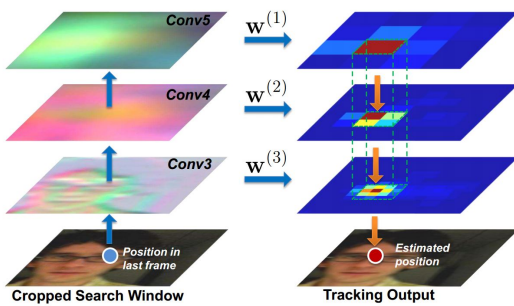 Conv5
w(1)
Conv4
w(2)
Conv3
w(3)
Position in
last frame
Estimated
position
Cropped Search Window
Tracking Output